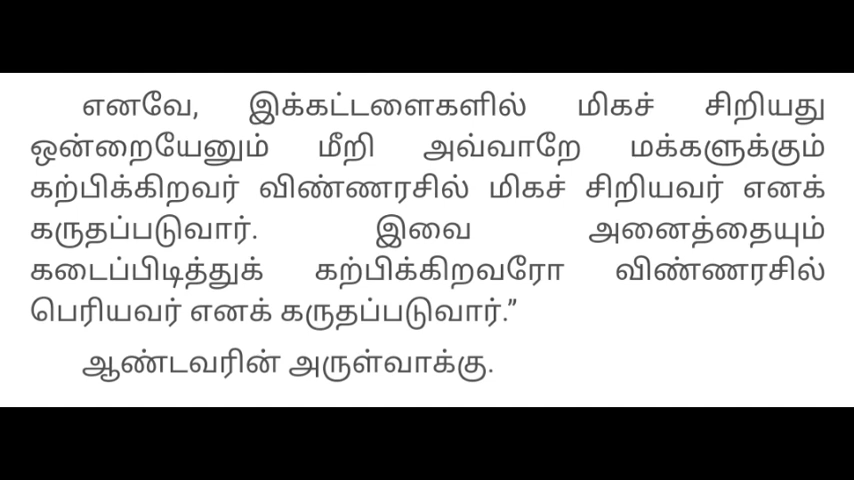 எனவே, இக்கட்டளைகளில் மிகச் சிறியது
ஒன்றையேனும் மீறி அவ்வாறே மக்களுக்கும்
கற்பிக்கிறவர் விண்ணரசில் மிகச் சிறியவர் எனக்
கருதப்படுவார். இவை அனைத்தையும்
கடைப்பிடித்துக் கற்பிக்கிறவரோ விண்ணரசில்
பெரியவர் எனக் கருதப்படுவார்.”
ஆண்டவரின் அருள்வாக்கு.